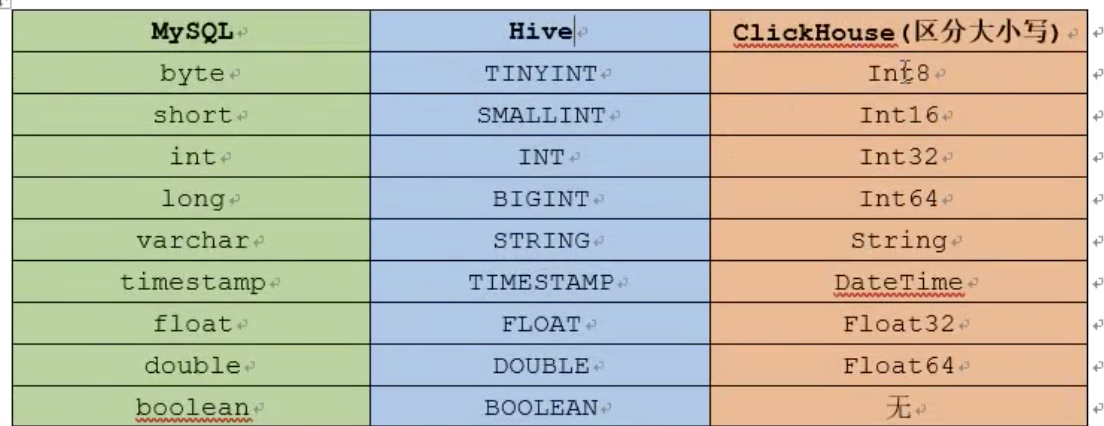 MySQL Hive ClickHouse(区分大小写)
byte TINYINT Int8
short SMALLINT Int16
int INT Int32
long BIGINT Int64
varchar STRING String
timestamp TIMESTAMP DateTime
float FLOAT Float32
double DOUBLE Float64
boolean BOOLEAN 无